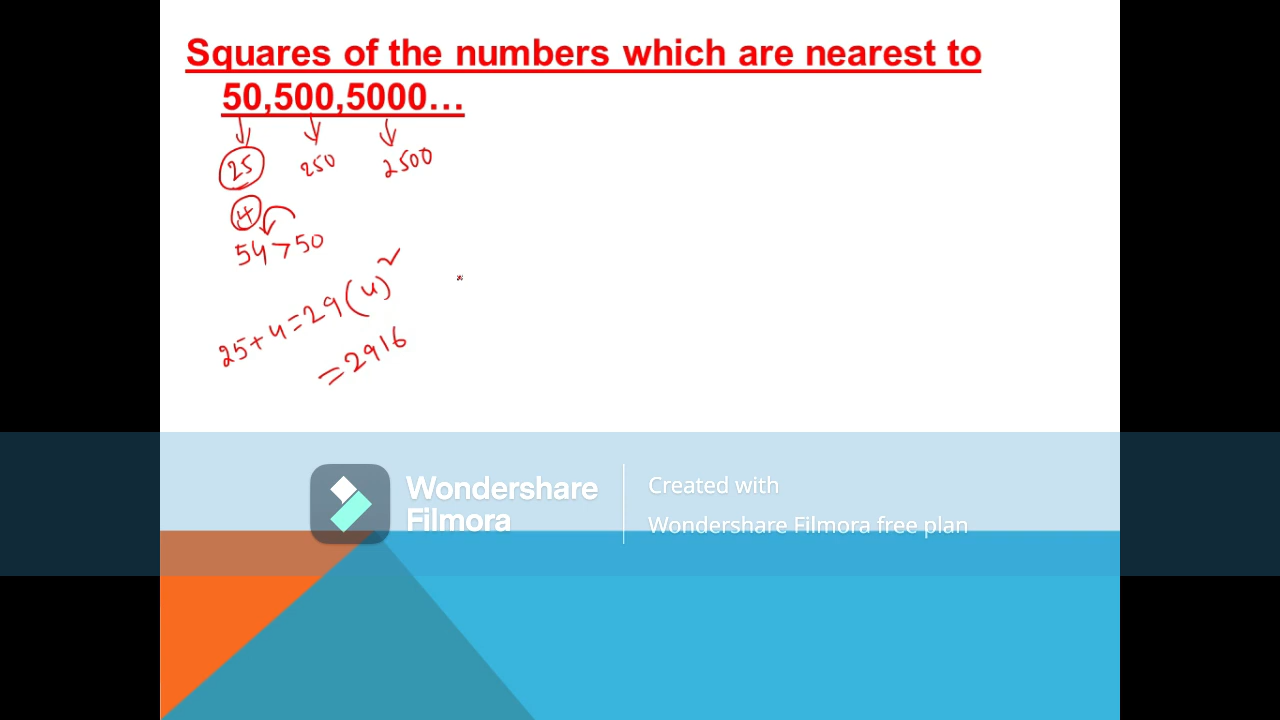 Squares of the numbers which are nearest to
50,500,5000...
↓ ↓ ↓
25 250 2500
4
54 > 50
25+4=29(4)²
=2916
Wondershare
Filmora
Created with
Wondershare Filmora free plan